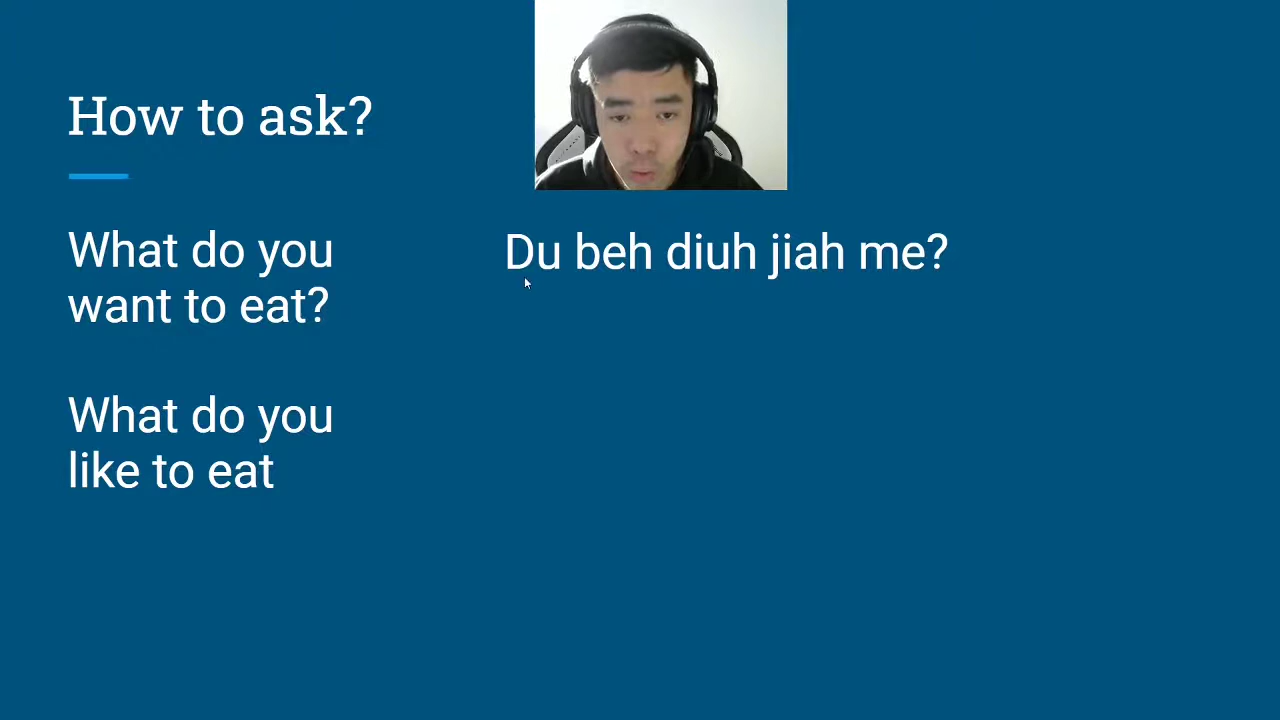 How to ask?
What do you
want to eat?
Du beh diuh jiah me?
What do you
like to eat